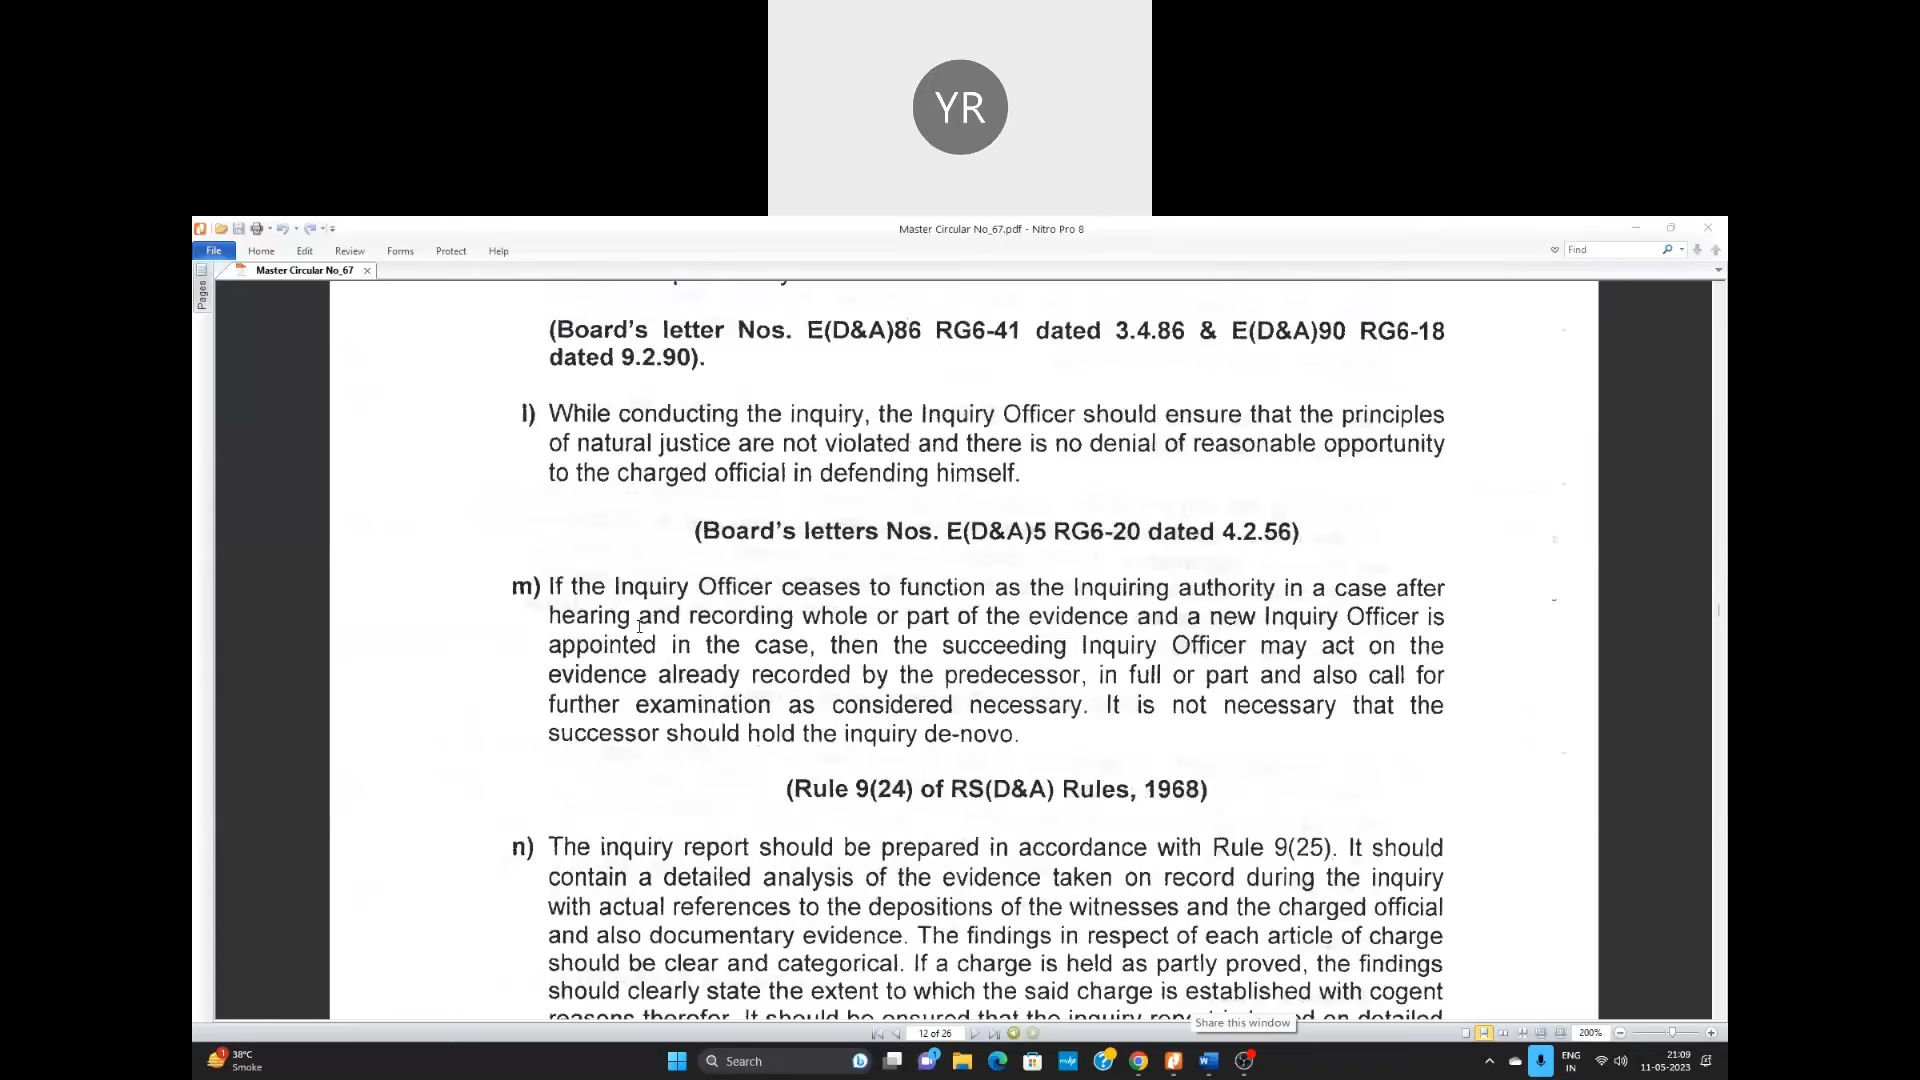 YR
Master Circular No_67.pdf - Nitro Pro 8
File Home Edit Review Forms Protect Help
Find
Master Circular No_67
Pages
(Board's letter Nos. E(D&A)86 RG6-41 dated 3.4.86 & E(D&A)90 RG6-18
dated 9.2.90).
l) While conducting the inquiry, the Inquiry Officer should ensure that the principles
of natural justice are not violated and there is no denial of reasonable opportunity
to the charged official in defending himself.
(Board's letters Nos. E(D&A)5 RG6-20 dated 4.2.56)
m) If the Inquiry Officer ceases to function as the Inquiring authority in a case after
hearing and recording whole or part of the evidence and a new Inquiry Officer is
appointed in the case, then the succeeding Inquiry Officer may act on the
evidence already recorded by the predecessor, in full or part and also call for
further examination as considered necessary. It is not necessary that the
successor should hold the inquiry de-novo.
(Rule 9(24) of RS(D&A) Rules, 1968)
n) The inquiry report should be prepared in accordance with Rule 9(25). It should
contain a detailed analysis of the evidence taken on record during the inquiry
with actual references to the depositions of the witnesses and the charged official
and also documentary evidence. The findings in respect of each article of charge
should be clear and categorical. If a charge is held as partly proved, the findings
should clearly state the extent to which the said charge is established with cogent
reasons therefor. It should be ensured that the inquiry on detailed
Share this window
12 of 26
200%
38°C
Smoke
Search
ENG
IN
21:09
11-05-2023